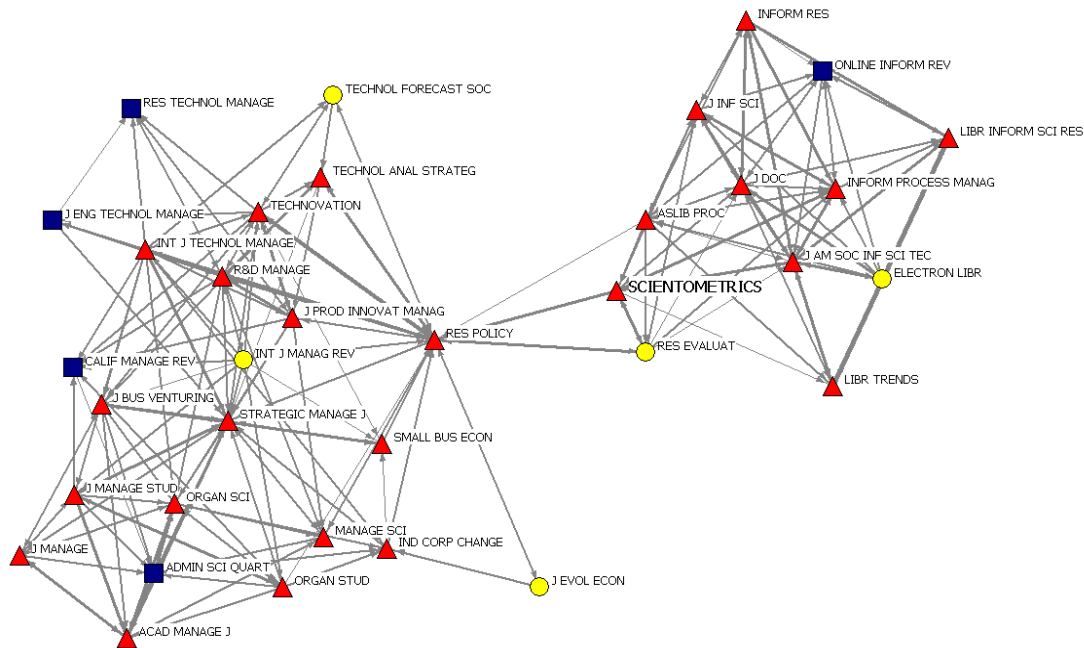 INFORM RES
ONLINE INFORM REV
TECHNOL FORECAST SOC
RES TECHNOL MANAGE
J INF SCI
LIBR INFORM SCI RES
TECHNOL ANAL STRATEG
J DOC
INFORM PROCESS MANAG
TECHNOVATION
J ENG TECHNOL MANAGE
ASLIB PROC
INT J TECHNOL MANAGE
J AM SOC INF SCI TEC
R&D MANAGE
ELECTRON LIBR
SCIENTOMETRICS
J PROD INNOVAT MANAG
RES POLICY
RES EVALUAT
INT J MANAG REV
CALIF MANAGE REV
LIBR TRENDS
J BUS VENTURING
STRATEGIC MANAGE J
SMALL BUS ECON
J MANAGE STUD
ORGAN SCI
MANAGE SCI
IND CORP CHANGE
J MANAGE
ADMIN SCI QUART
ORGAN STUD
J EVOL ECON
ACAD MANAGE J